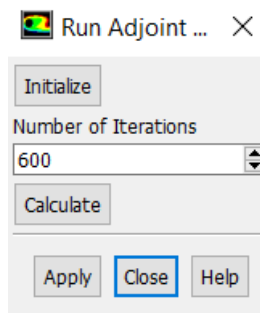 Run Adjoint ...
Initialize
Number of Iterations
600
Calculate
Apply Close Help